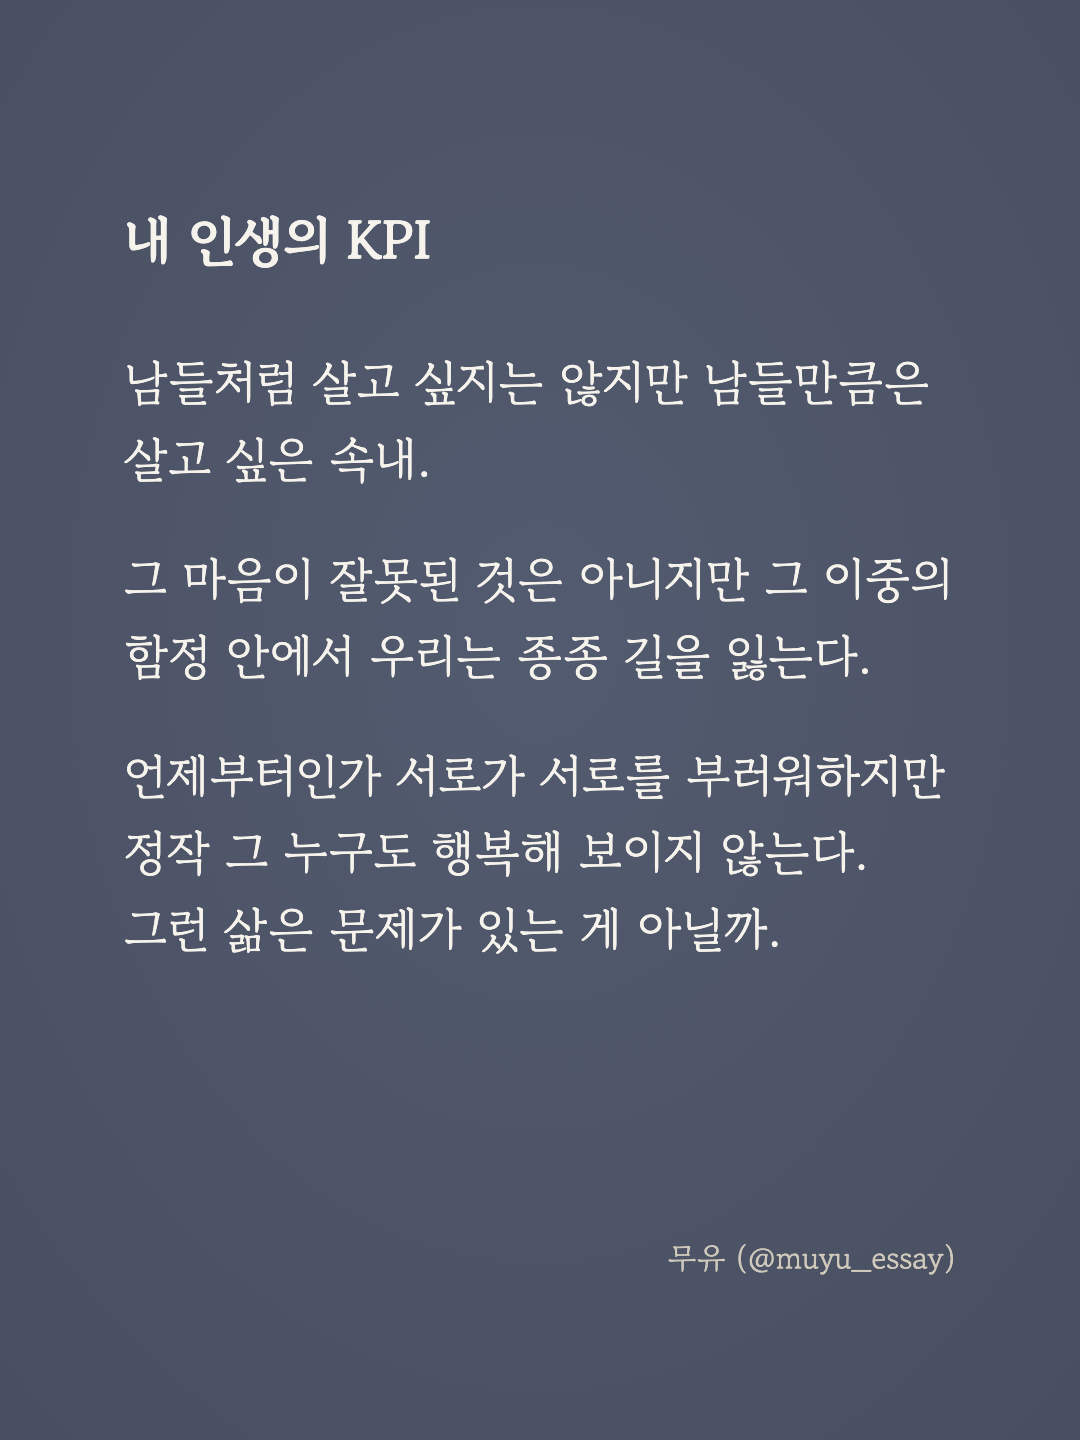 내 인생의 KPI
남들처럼 살고 싶지는 않지만 남들만큼은
살고 싶은 속내.
그 마음이 잘못된 것은 아니지만 그 이중의
함정 안에서 우리는 종종 길을 잃는다.
언제부터인가 서로가 서로를 부러워하지만
정작 그 누구도 행복해 보이지 않는다.
그런 삶은 문제가 있는 게 아닐까.
무유 (@muyu_essay)